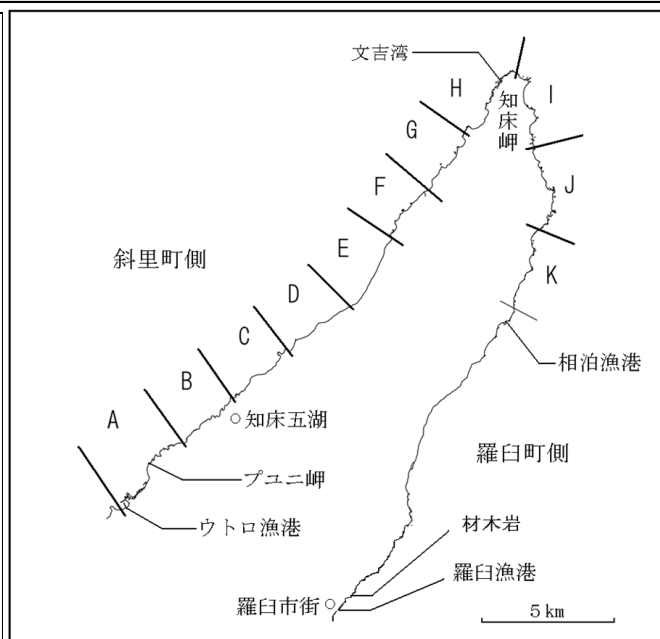 文吉湾
H
I
知床岬
G
F
J
E
斜里町側
K
D
C
相泊漁港
B
知床五湖
A
羅臼町側
プユニ岬
ウトロ漁港
材木岩
羅臼漁港
羅臼市街
5km